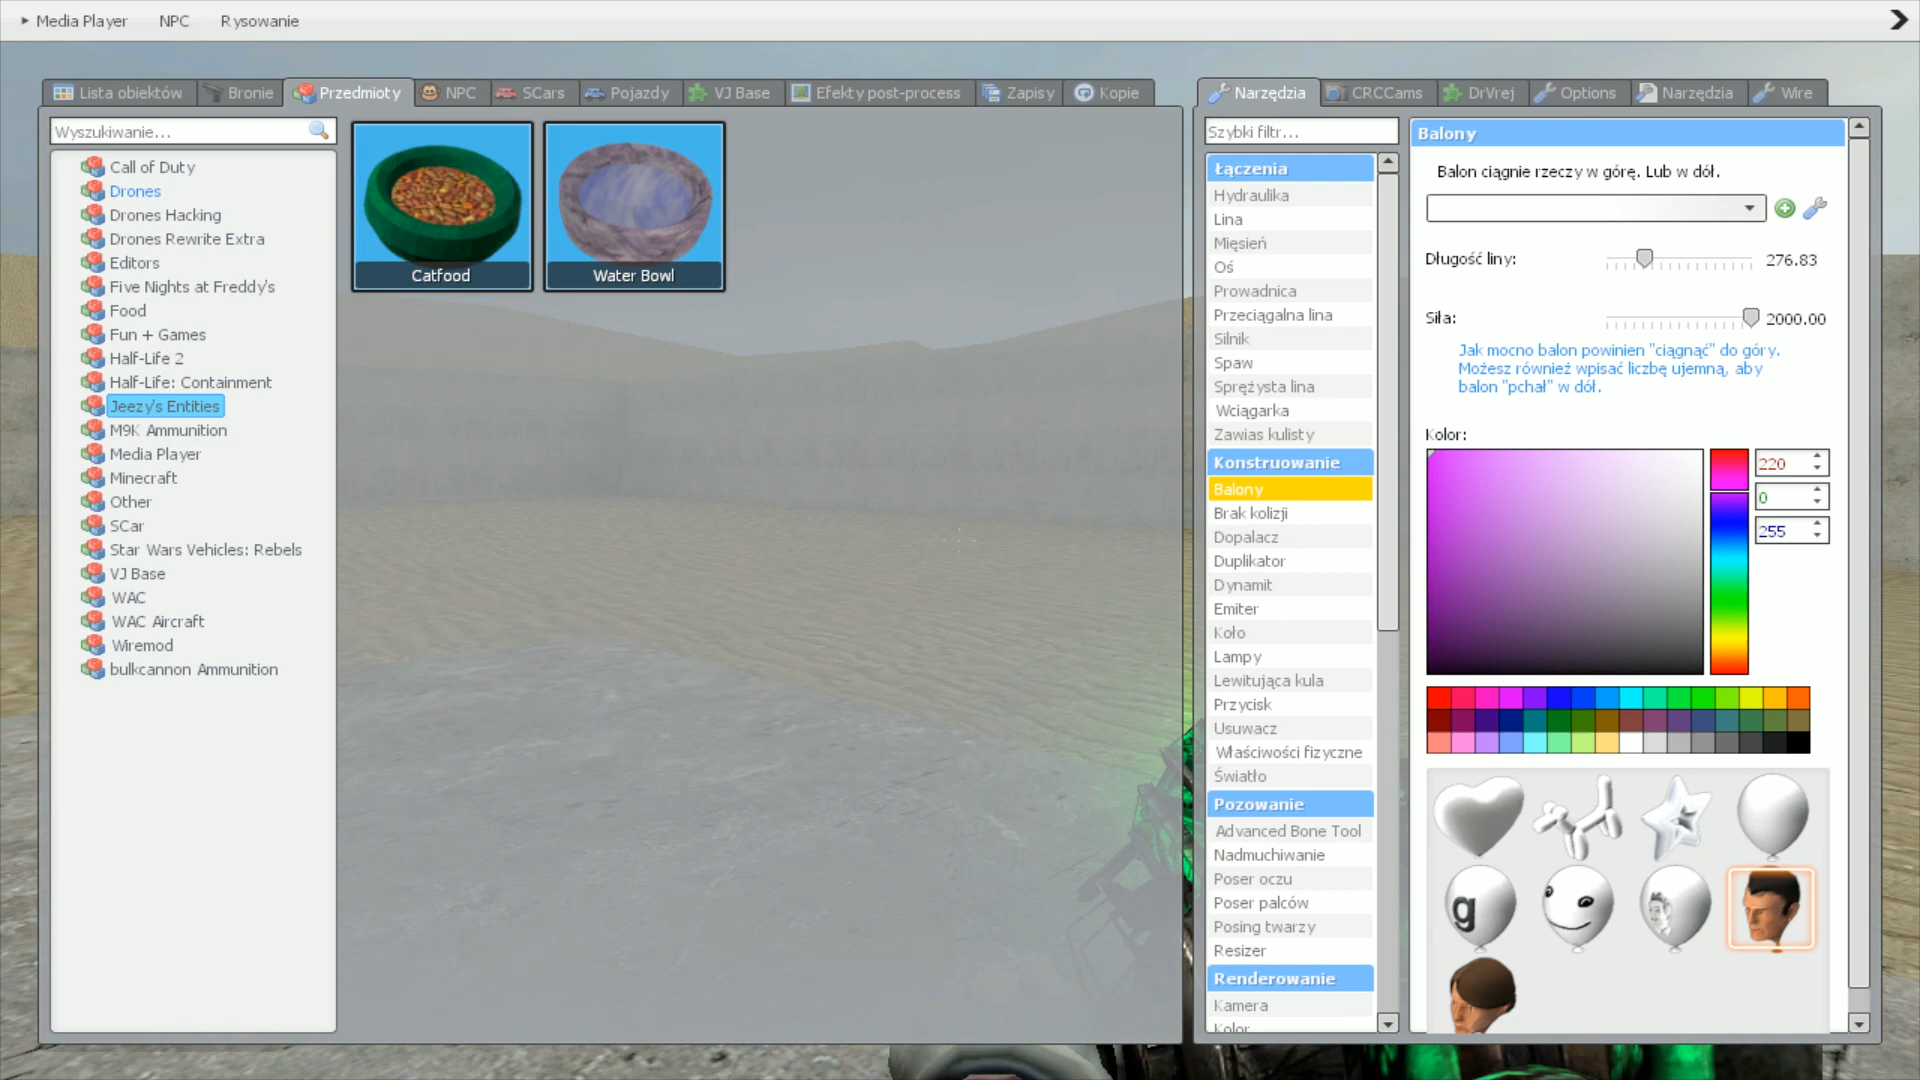 Media Player NPC Rysowanie
Lista obiektów Bronie Przedmioty NPC SCars Pojazdy VJ Base Efekty post-process Zapisy Kopie
Wyszukiwanie...
Call of Duty
Drones
Drones Hacking
Drones Rewrite Extra
Editors
Five Nights at Freddy's
Food
Fun + Games
Half-Life 2
Half-Life: Containment
Jeezy's Entities
M9K Ammunition
Media Player
Minecraft
Other
SCar
Star Wars Vehicles: Rebels
VJ Base
WAC
WAC Aircraft
Wiremod
bulkcannon Ammunition
Catfood
Water Bowl
Narzędzia CRCCams DrVrej Options Narzędzia Wire
Szybki filtr...
Łączenia
Hydraulika
Lina
Mięsień
Oś
Prowadnica
Przeciągalna lina
Silnik
Spaw
Sprężysta lina
Wciągarka
Zawias kulisty
Konstruowanie
Balony
Brak kolizji
Dopalacz
Duplikator
Dynamit
Emiter
Koło
Lampy
Lewitująca kula
Przycisk
Usuwacz
Właściwości fizyczne
Światło
Pozowanie
Advanced Bone Tool
Nadmuchiwanie
Poser oczu
Poser palców
Posing twarzy
Resizer
Renderowanie
Kamera
Kolor
Balony
Balon ciągnie rzeczy w górę. Lub w dół.
Długość liny: 276.83
Siła: 2000.00
Jak mocno balon powinien "ciągnąć" do góry.
Możesz również wpisać liczbę ujemną, aby
balon "pchał" w dół.
Kolor:
220
0
255
g